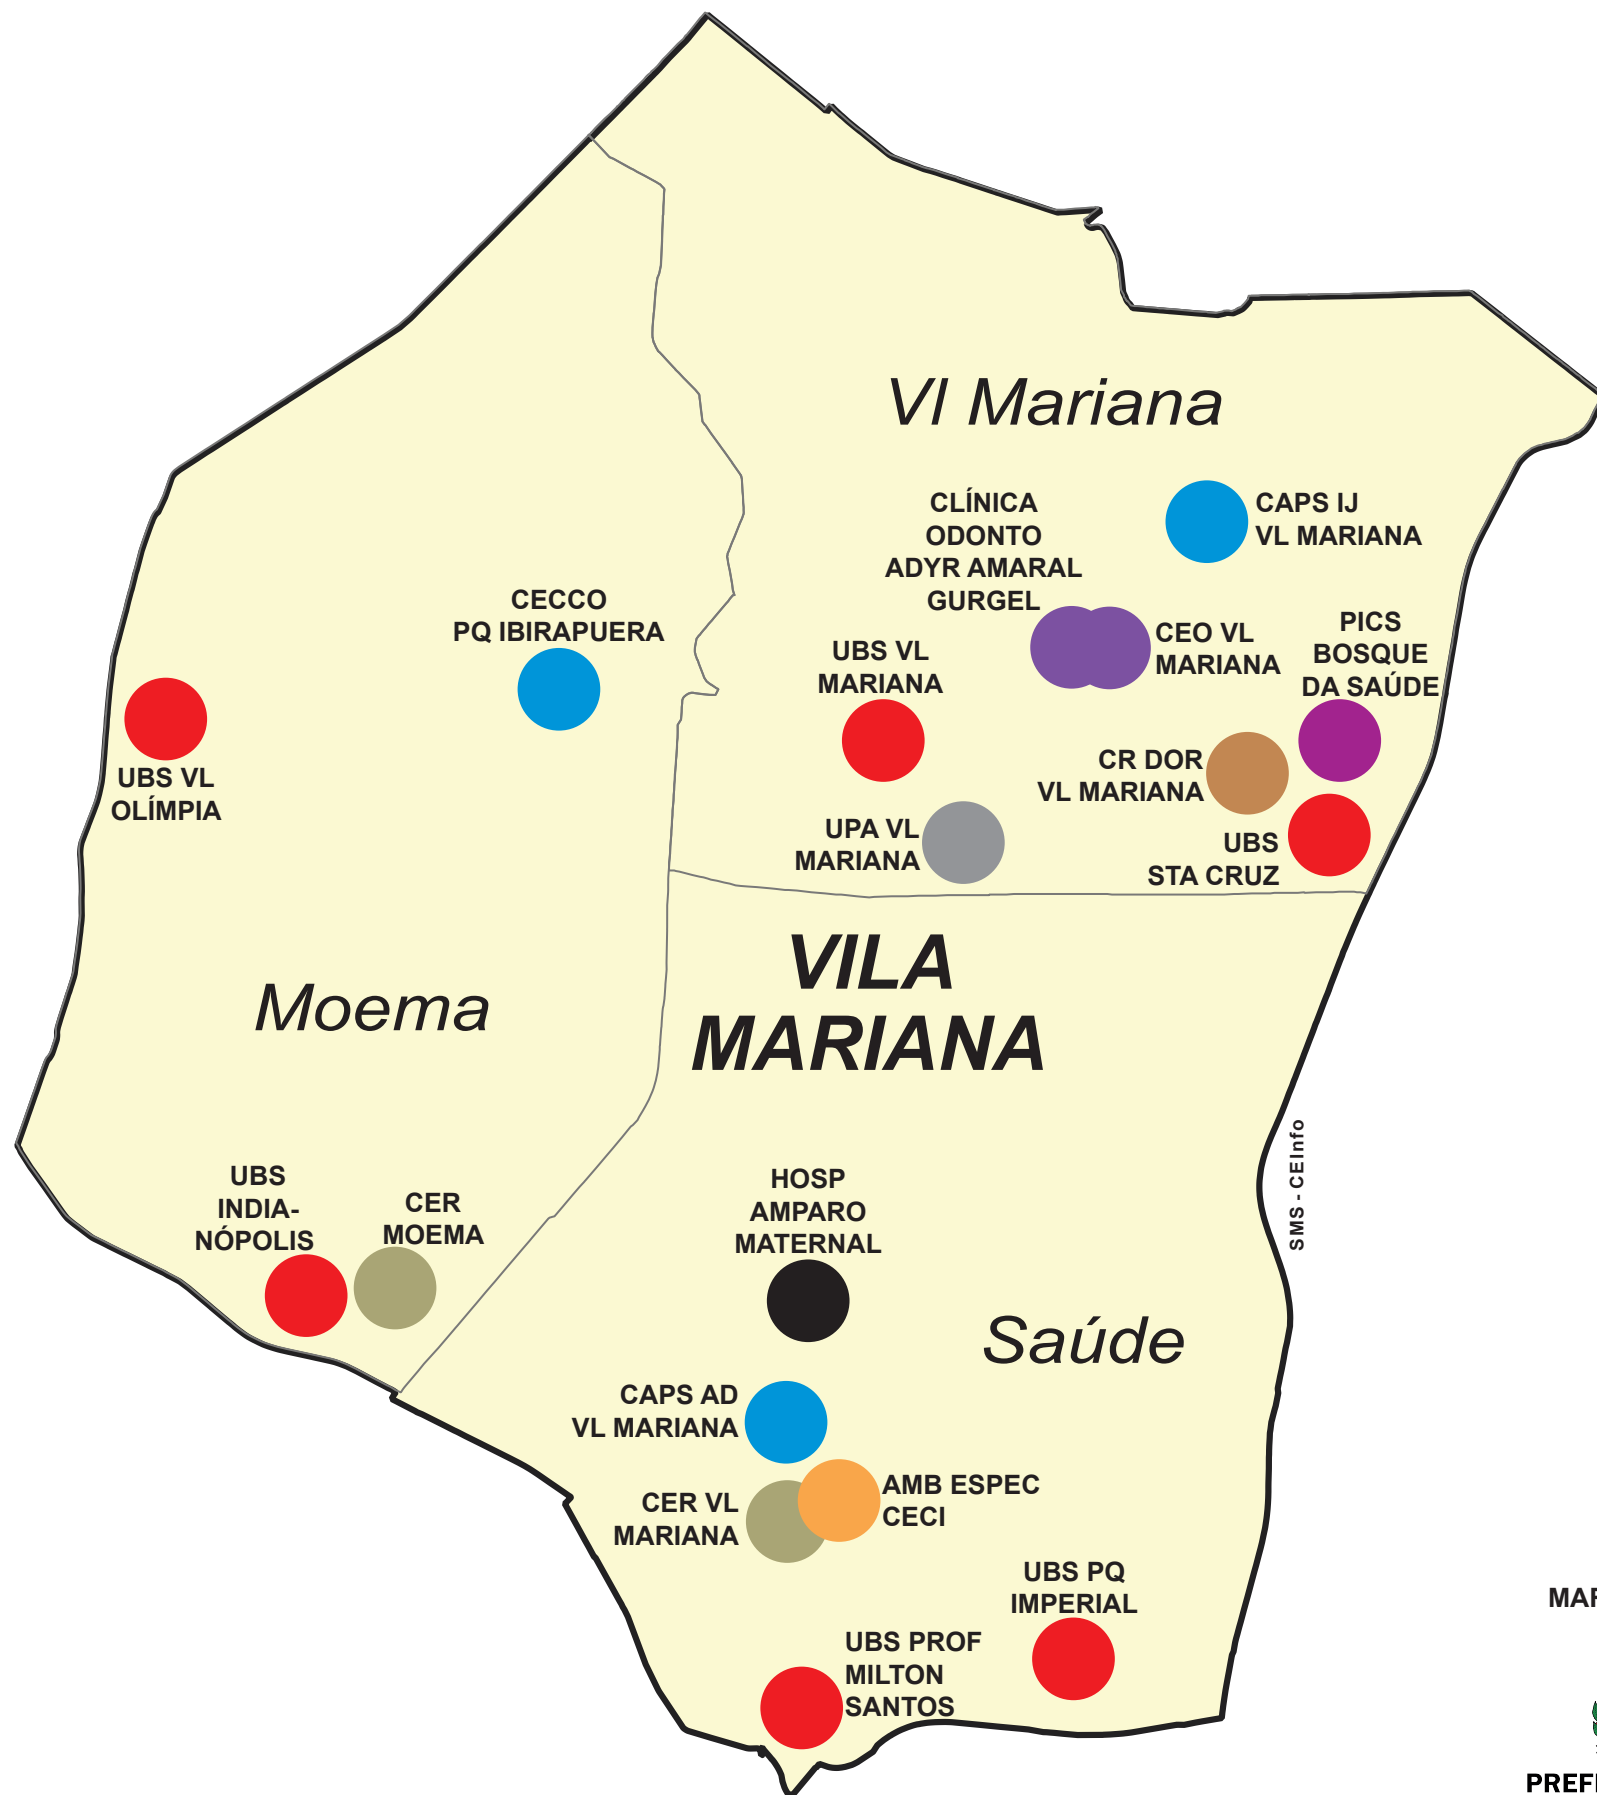 Vl Mariana
CLÍNICA
ODONTO
ADYR AMARAL
GURGEL
CAPS IJ
VL MARIANA
CECCO
PQ IBIRAPUERA
CEO VL
MARIANA
PICS
BOSQUE
DA SAÚDE
UBS VL
MARIANA
UBS VL
OLÍMPIA
CR DOR
VL MARIANA
UPA VL
MARIANA
UBS
STA CRUZ
VILA
MARIANA
Moema
SMS - CEInfo
UBS
INDIA-
NÓPOLIS
CER
MOEMA
HOSP
AMPARO
MATERNAL
Saúde
CAPS AD
VL MARIANA
CER VL
MARIANA
AMB ESPEC
CECI
UBS PQ
IMPERIAL
UBS PROF
MILTON
SANTOS